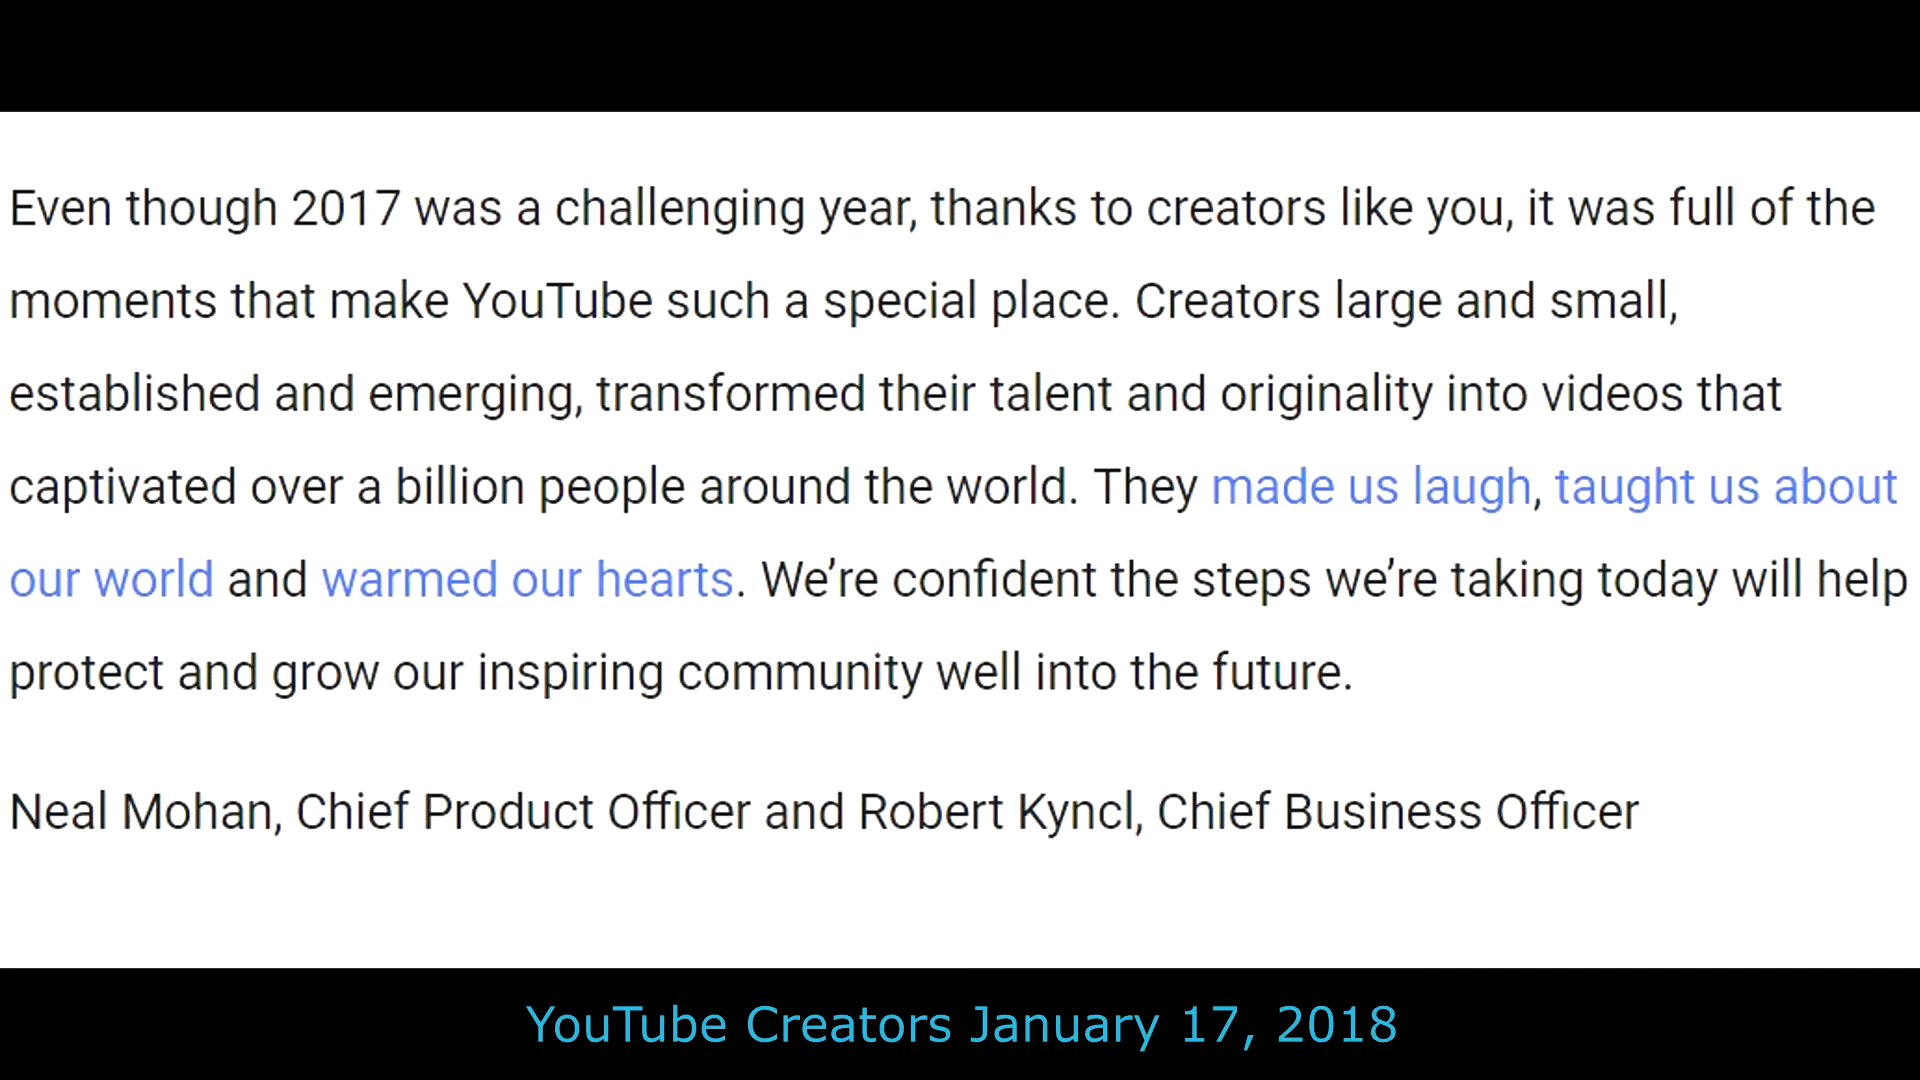 Even though 2017 was a challenging year, thanks to creators like you, it was full of the
moments that make YouTube such a special place. Creators large and small,
established and emerging, transformed their talent and originality into videos that
captivated over a billion people around the world. They made us laugh, taught us about
our world and warmed our hearts. We’re confident the steps we’re taking today will help
protect and grow our inspiring community well into the future.
Neal Mohan, Chief Product Officer and Robert Kyncl, Chief Business Officer
YouTube Creators January 17, 2018